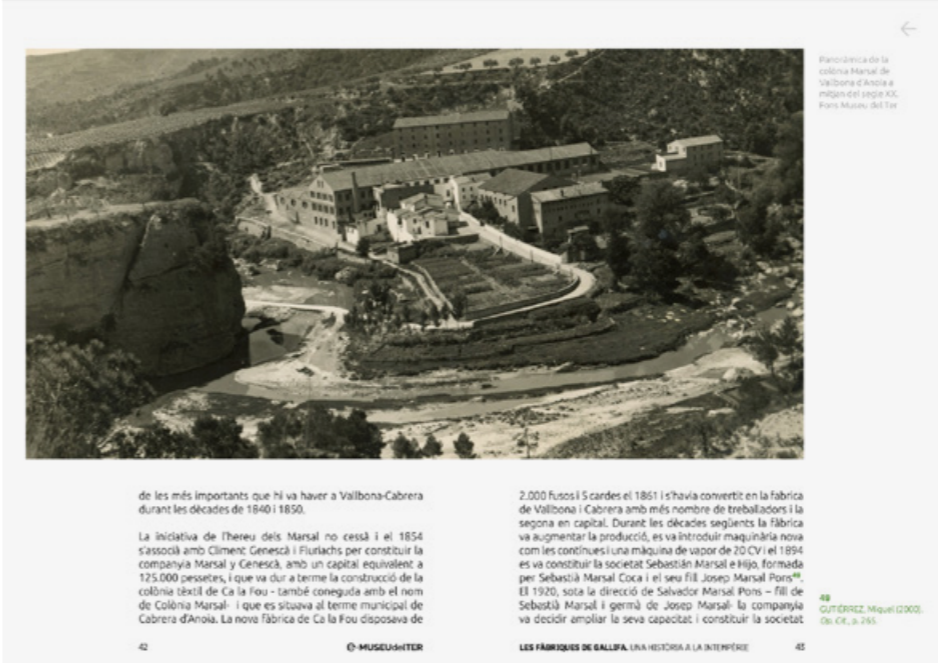 ←
Panoràmica de la
colònia Marsal de
Vallbona d'Anoia a
mitjan del segle XX.
Fons Museu del Ter
de les més importants que hi va haver a Vallbona-Cabrera
durant les dècades de 1840 i 1850.
La iniciativa de l'hereu dels Marsal no cessà i el 1854
s'associà amb Climent Genescà i Fluriachs per constituir la
companyia Marsal y Genescà, amb un capital equivalent a
125.000 pessetes, i que va dur a terme la construcció de la
colònia tèxtil de Ca la Fou - també coneguda amb el nom
de Colònia Marsal- i que es situava al terme municipal de
Cabrera d'Anoia. La nova fàbrica de Ca la Fou disposava de
2.000 fusos i 5 cardes el 1861 i s'havia convertit en la fabrica
de Vallbona i Cabrera amb més nombre de treballadors i la
segona en capital. Durant les dècades següents la fàbrica
va augmentar la producció, es va introduir maquinària nova
com les contínues i una màquina de vapor de 20 CV i el 1894
es va constituir la societat Sebastián Marsal e Hijo, formada
per Sebastià Marsal Coca i el seu fill Josep Marsal Pons⁴⁸.
El 1920, sota la direcció de Salvador Marsal Pons – fill de
Sebastià Marsal i germà de Josep Marsal- la companyia
va decidir ampliar la seva capacitat i constituir la societat
48
GUTIÉRREZ, Miquel (2000).
Op. Cit., p. 265.
42
e-MUSEUdelTER
LES FÀBRIQUES DE GALLIFA. UNA HISTÒRIA A LA INTEMPÈRIE
43